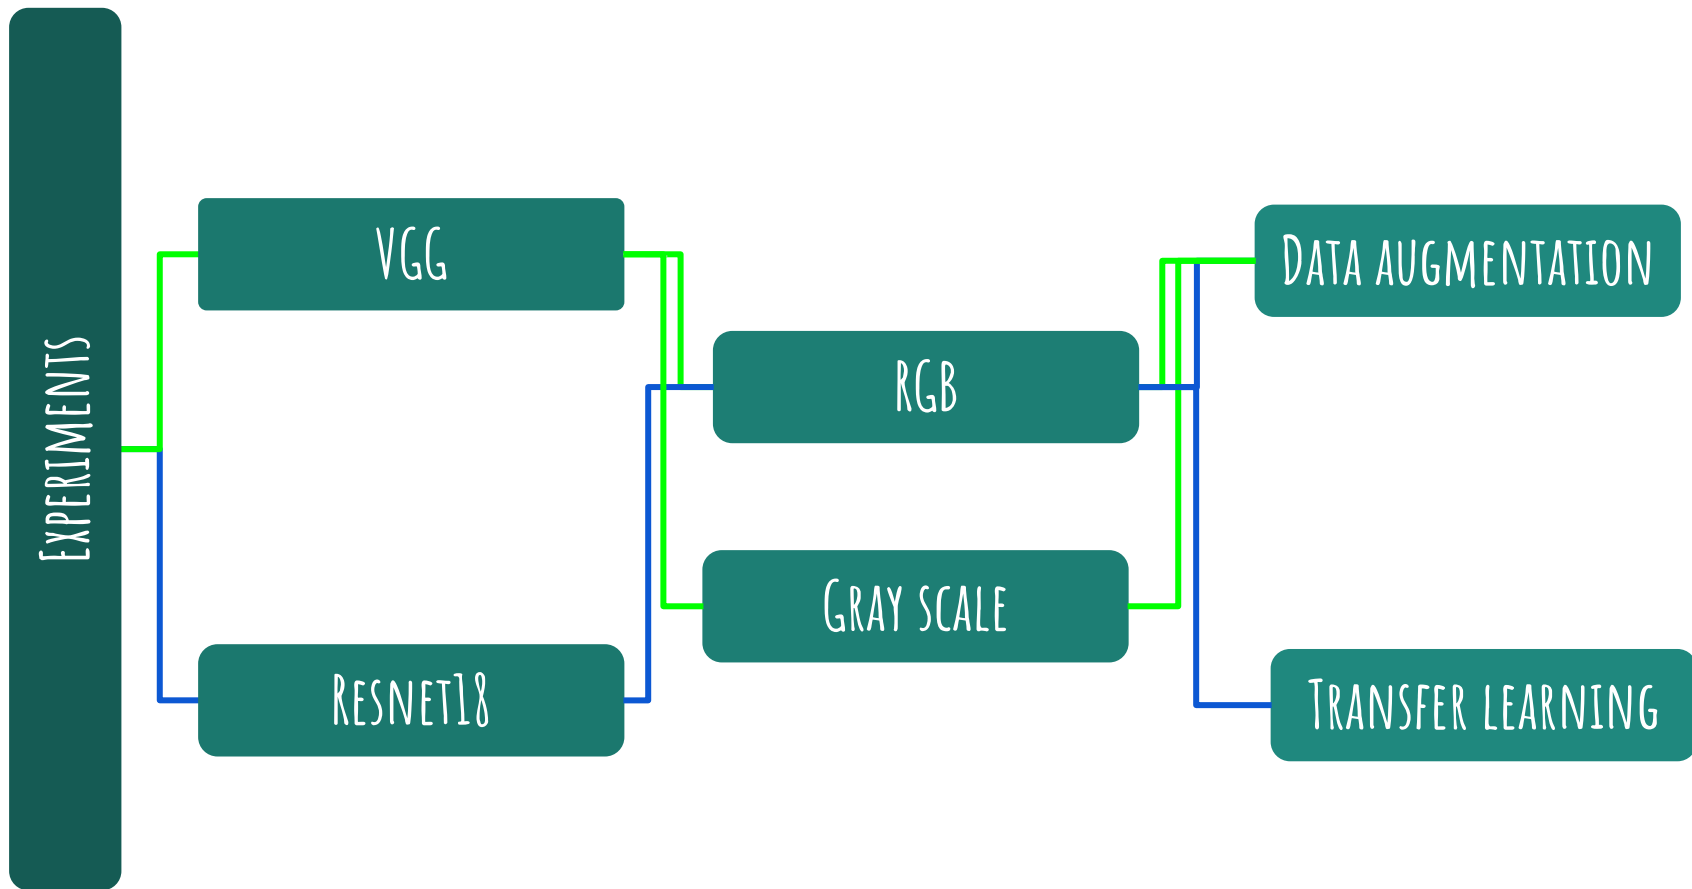 Experiments
VGG
Resnet18
RGB
Gray scale
Data augmentation
Transfer learning